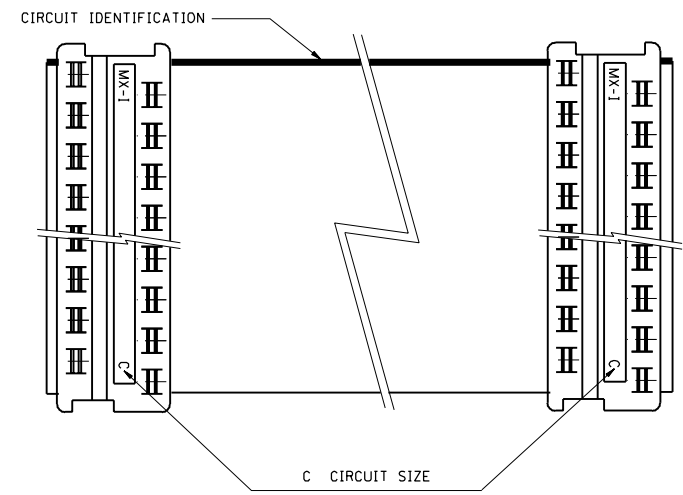 CIRCUIT IDENTIFICATION
MX-I
MX-I
C
C
C CIRCUIT SIZE